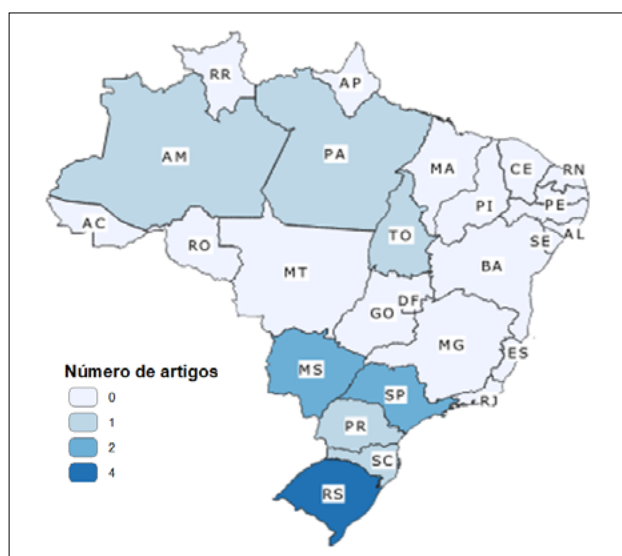 RR
AP
AM
PA
MA
CE
RN
PI
PE
AC
TO
AL
SE
RO
BA
MT
DF
GO
MG
ES
MS
SP
RJ
PR
SC
RS
Número de artigos
0
1
2
4